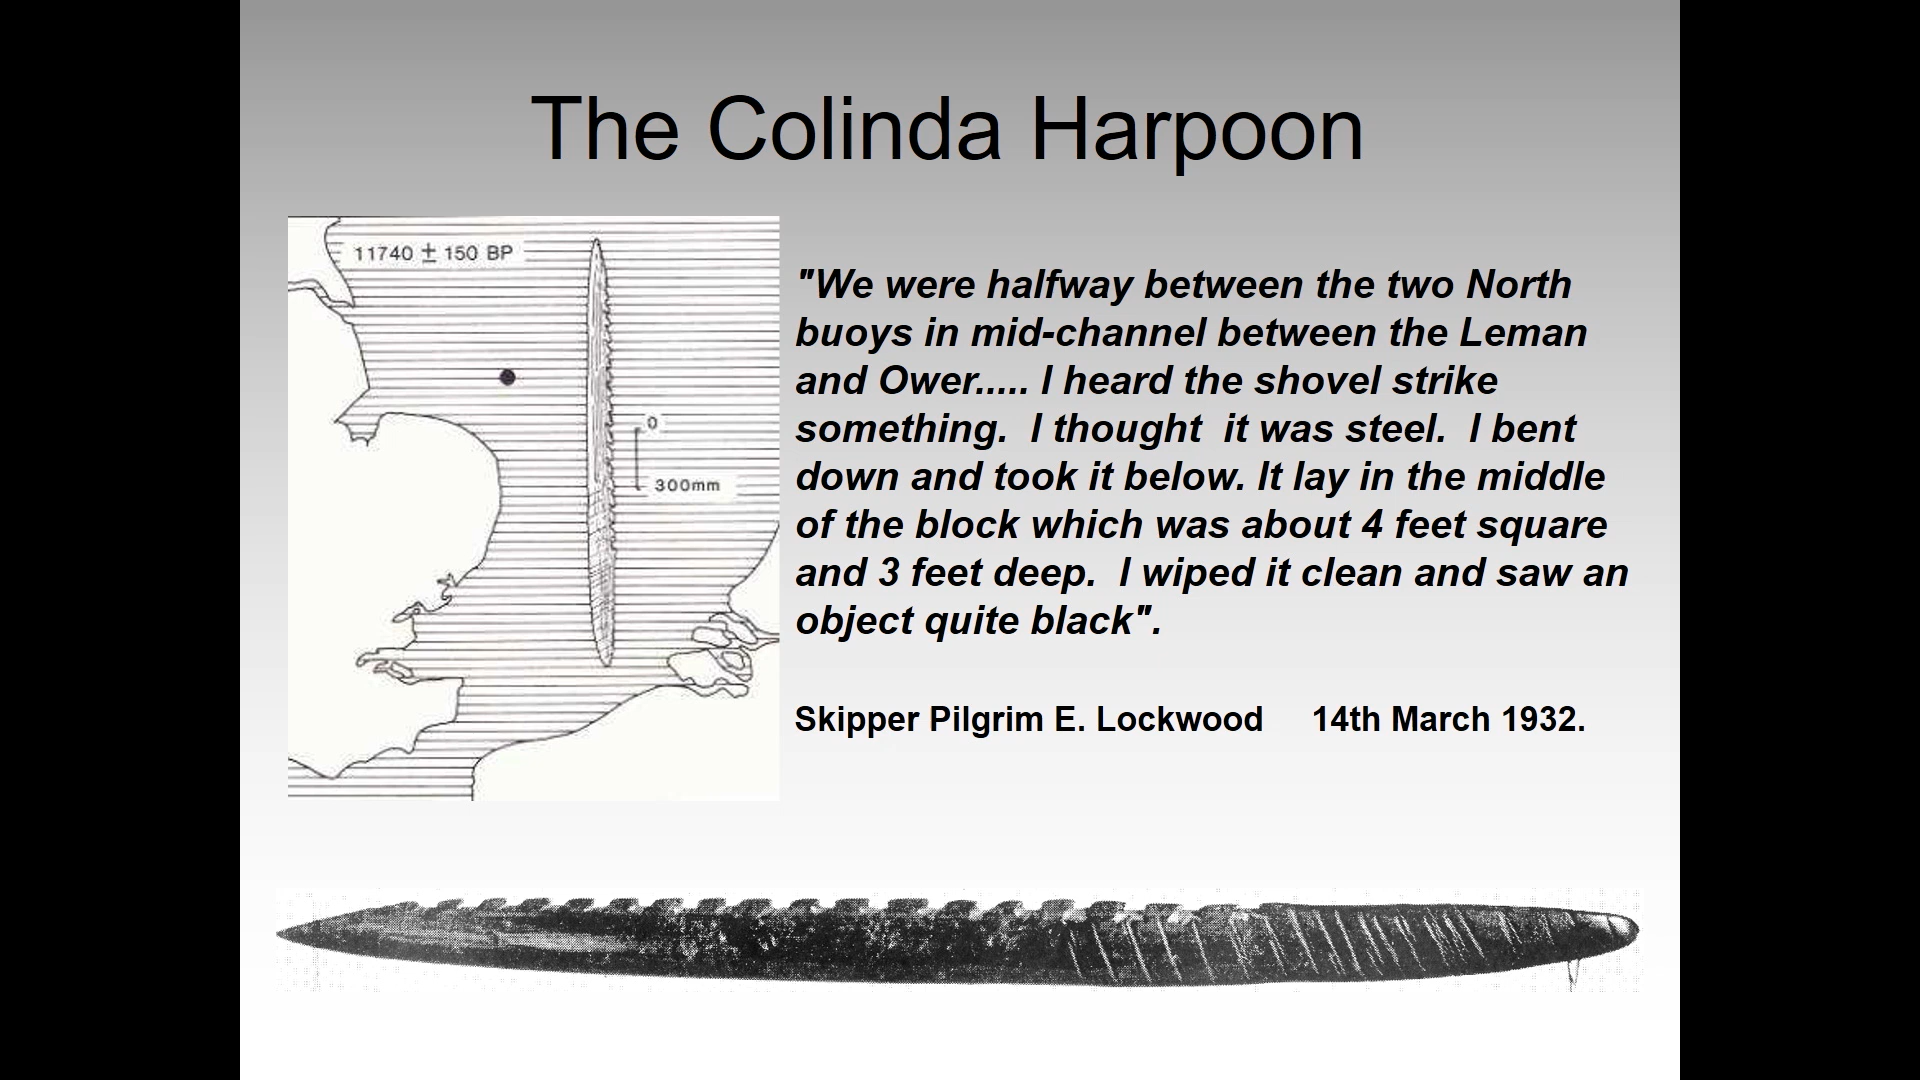 The Colinda Harpoon
11740 ± 150 BP
0
300mm
"We were halfway between the two North
buoys in mid-channel between the Leman
and Ower..... I heard the shovel strike
something.  I thought  it was steel.  I bent
down and took it below. It lay in the middle
of the block which was about 4 feet square
and 3 feet deep.  I wiped it clean and saw an
object quite black".
Skipper Pilgrim E. Lockwood     14th March 1932.